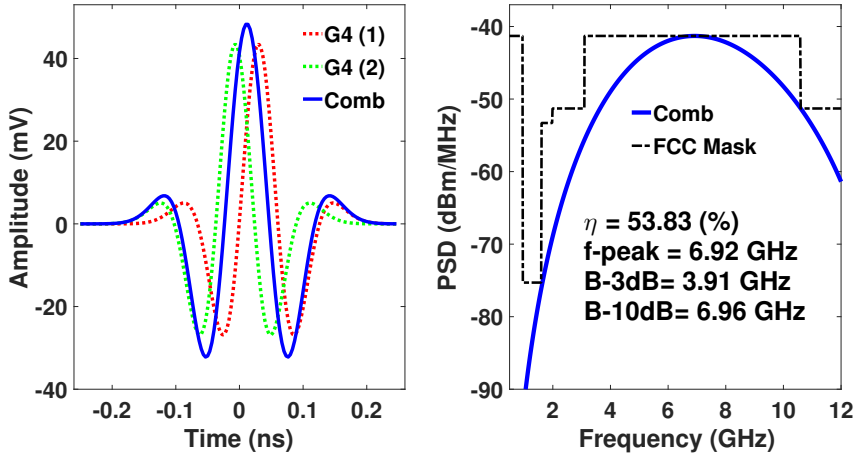 40
20
0
-20
-40
Amplitude (mV)
-0.2 -0.1 0 0.1 0.2
Time (ns)
G4 (1)
G4 (2)
Comb
-40
-50
-60
-70
-80
-90
PSD (dBm/MHz)
2 4 6 8 10 12
Frequency (GHz)
Comb
FCC Mask
η = 53.83 (%)
f-peak = 6.92 GHz
B-3dB= 3.91 GHz
B-10dB= 6.96 GHz